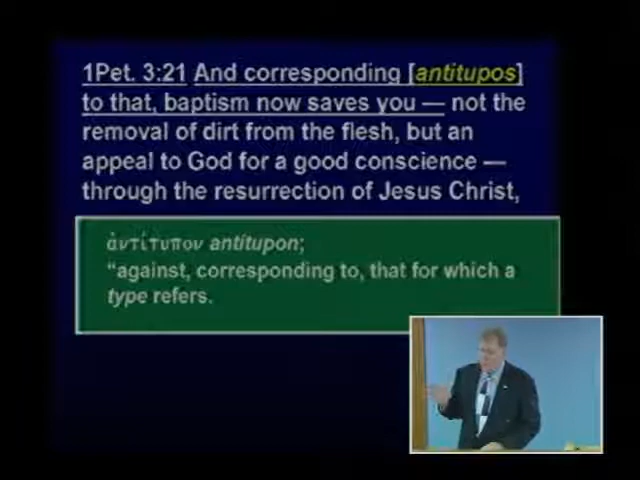 1Pet. 3:21 And corresponding [antitupos]
to that, baptism now saves you — not the
removal of dirt from the flesh, but an
appeal to God for a good conscience —
through the resurrection of Jesus Christ,
ἀντίτυπον antítupon;
“against, corresponding to, that for which a
type refers.